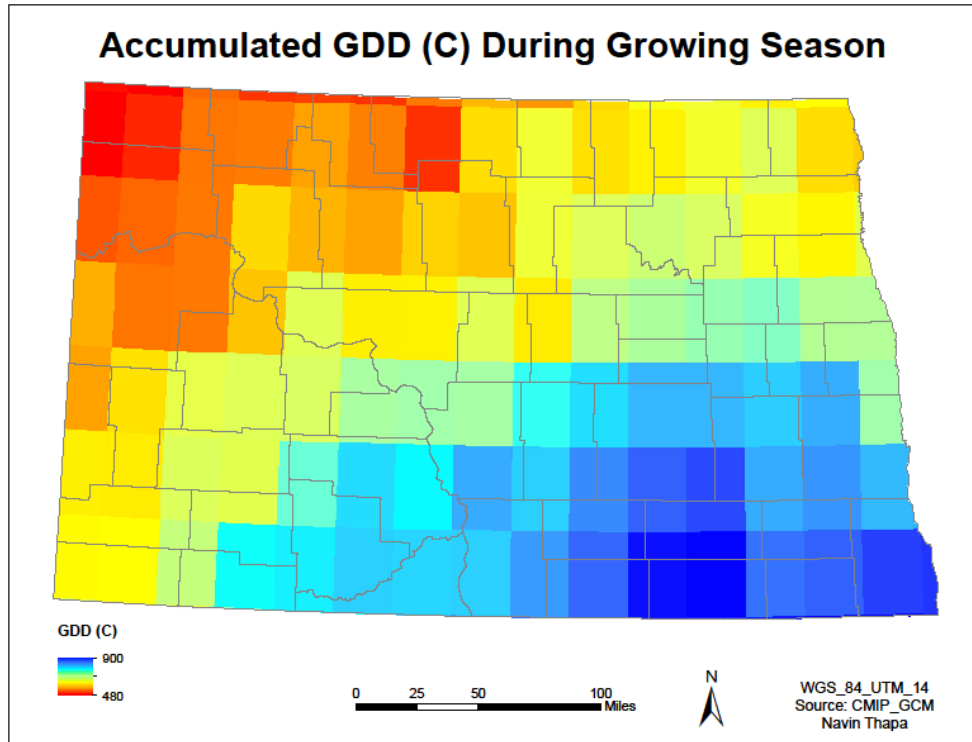 Accumulated GDD (C) During Growing Season
GDD (C)
900
480
0 25 50 100
Miles
N
WGS_84_UTM_14
Source: CMIP_GCM
Navin Thapa